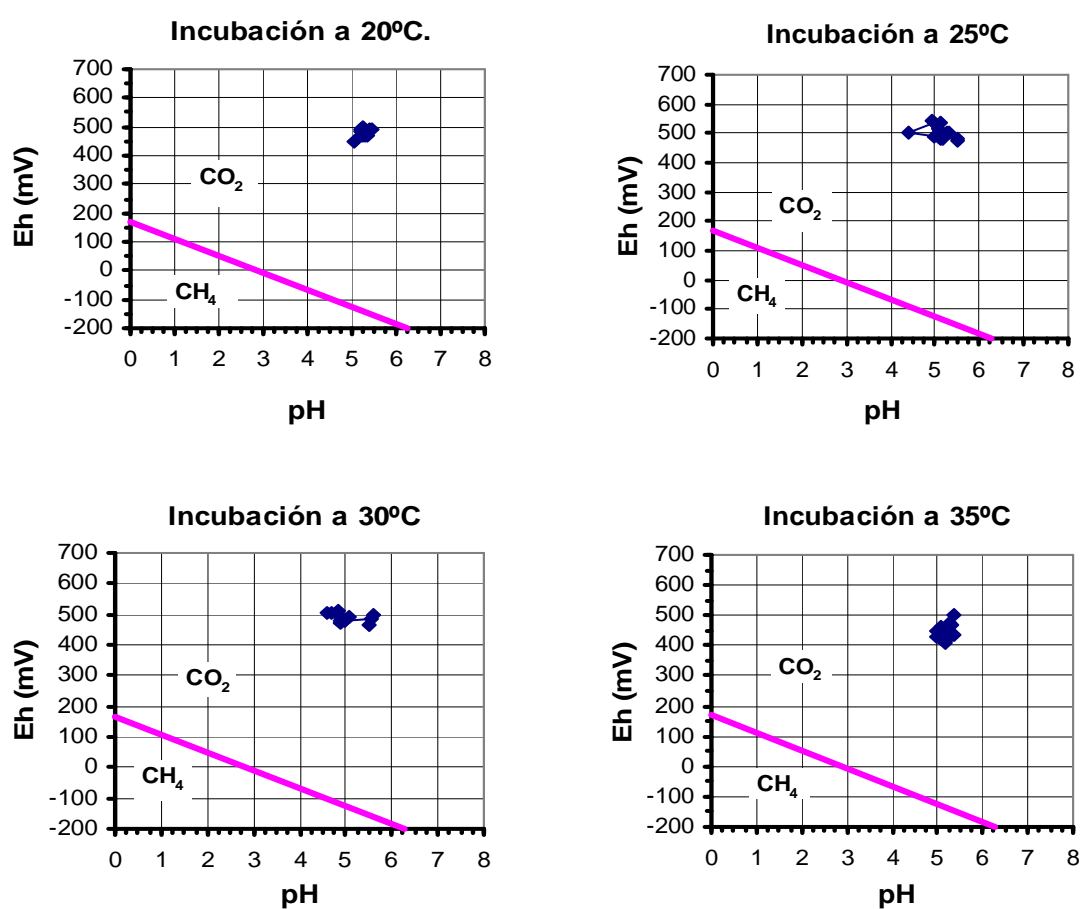 Incubación a 20ºC.
700
600
500
400
300
200
100
0
-100
-200
Eh (mV)
CO₂
CH₄
0 1 2 3 4 5 6 7 8
pH
Incubación a 25ºC
700
600
500
400
300
200
100
0
-100
-200
Eh (mV)
CO₂
CH₄
0 1 2 3 4 5 6 7 8
pH
Incubación a 30ºC
700
600
500
400
300
200
100
0
-100
-200
Eh (mV)
CO₂
CH₄
0 1 2 3 4 5 6 7 8
pH
Incubación a 35ºC
700
600
500
400
300
200
100
0
-100
-200
Eh (mV)
CO₂
CH₄
0 1 2 3 4 5 6 7 8
pH